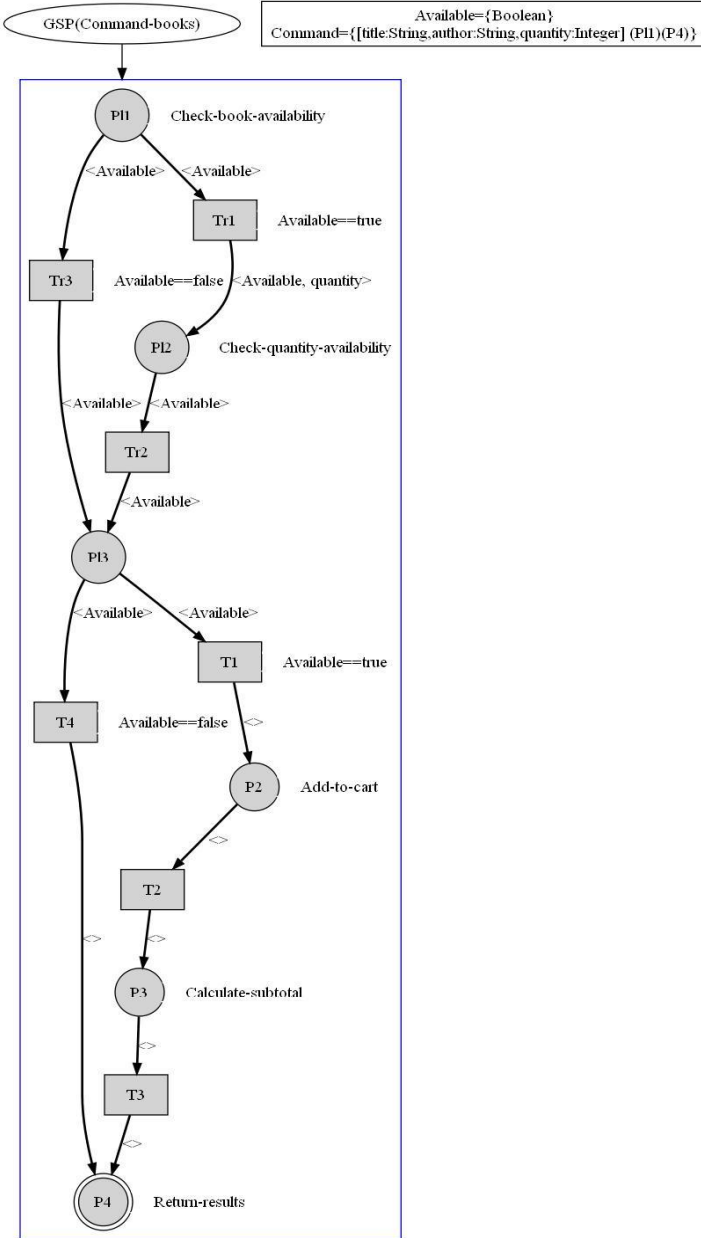 GSP(Command-books)
Available={Boolean}
Command={[title:String,author:String,quantity:Integer] (Pl1)(P4)}
Pl1 Check-book-availability
<Available> <Available>
Tr1 Available==true
Tr3 Available==false <Available, quantity>
Pl2 Check-quantity-availability
<Available> <Available>
Tr2
<Available>
Pl3
<Available> <Available>
T1 Available==true
T4 Available==false <>
P2 Add-to-cart
<>
T2
<> <>
P3 Calculate-subtotal
<>
T3
<>
P4 Return-results